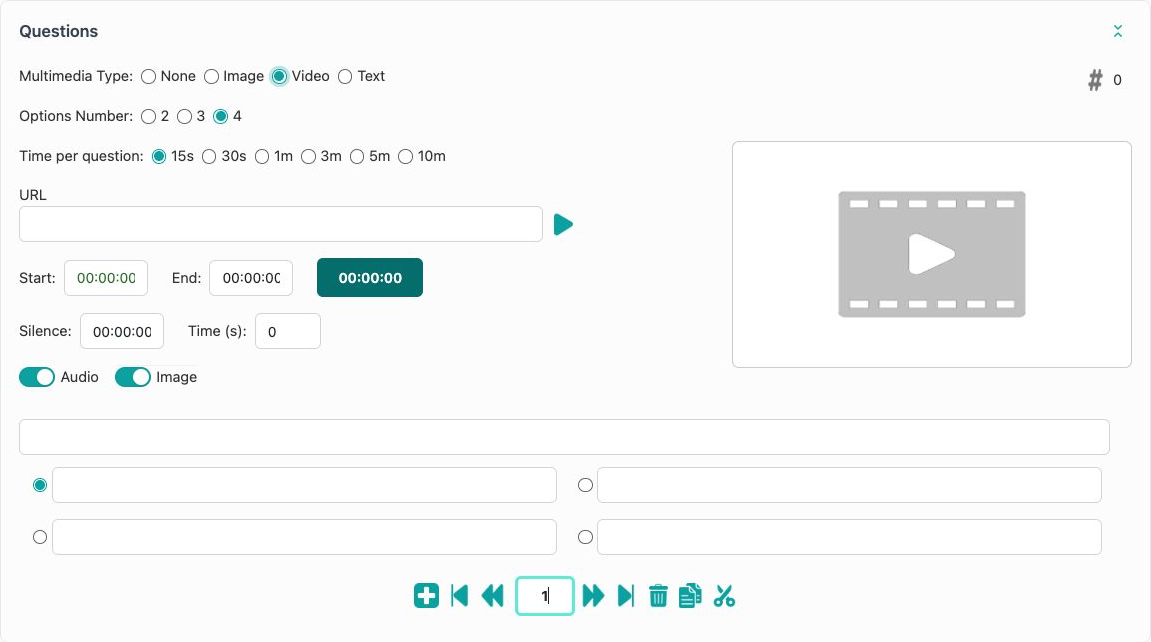 Questions
Multimedia Type: None Image Video Text
# 0
Options Number: 2 3 4
Time per question: 15s 30s 1m 3m 5m 10m
URL
Start: 00:00:00 End: 00:00:00 00:00:00
Silence: 00:00:00 Time (s): 0
Audio Image
1